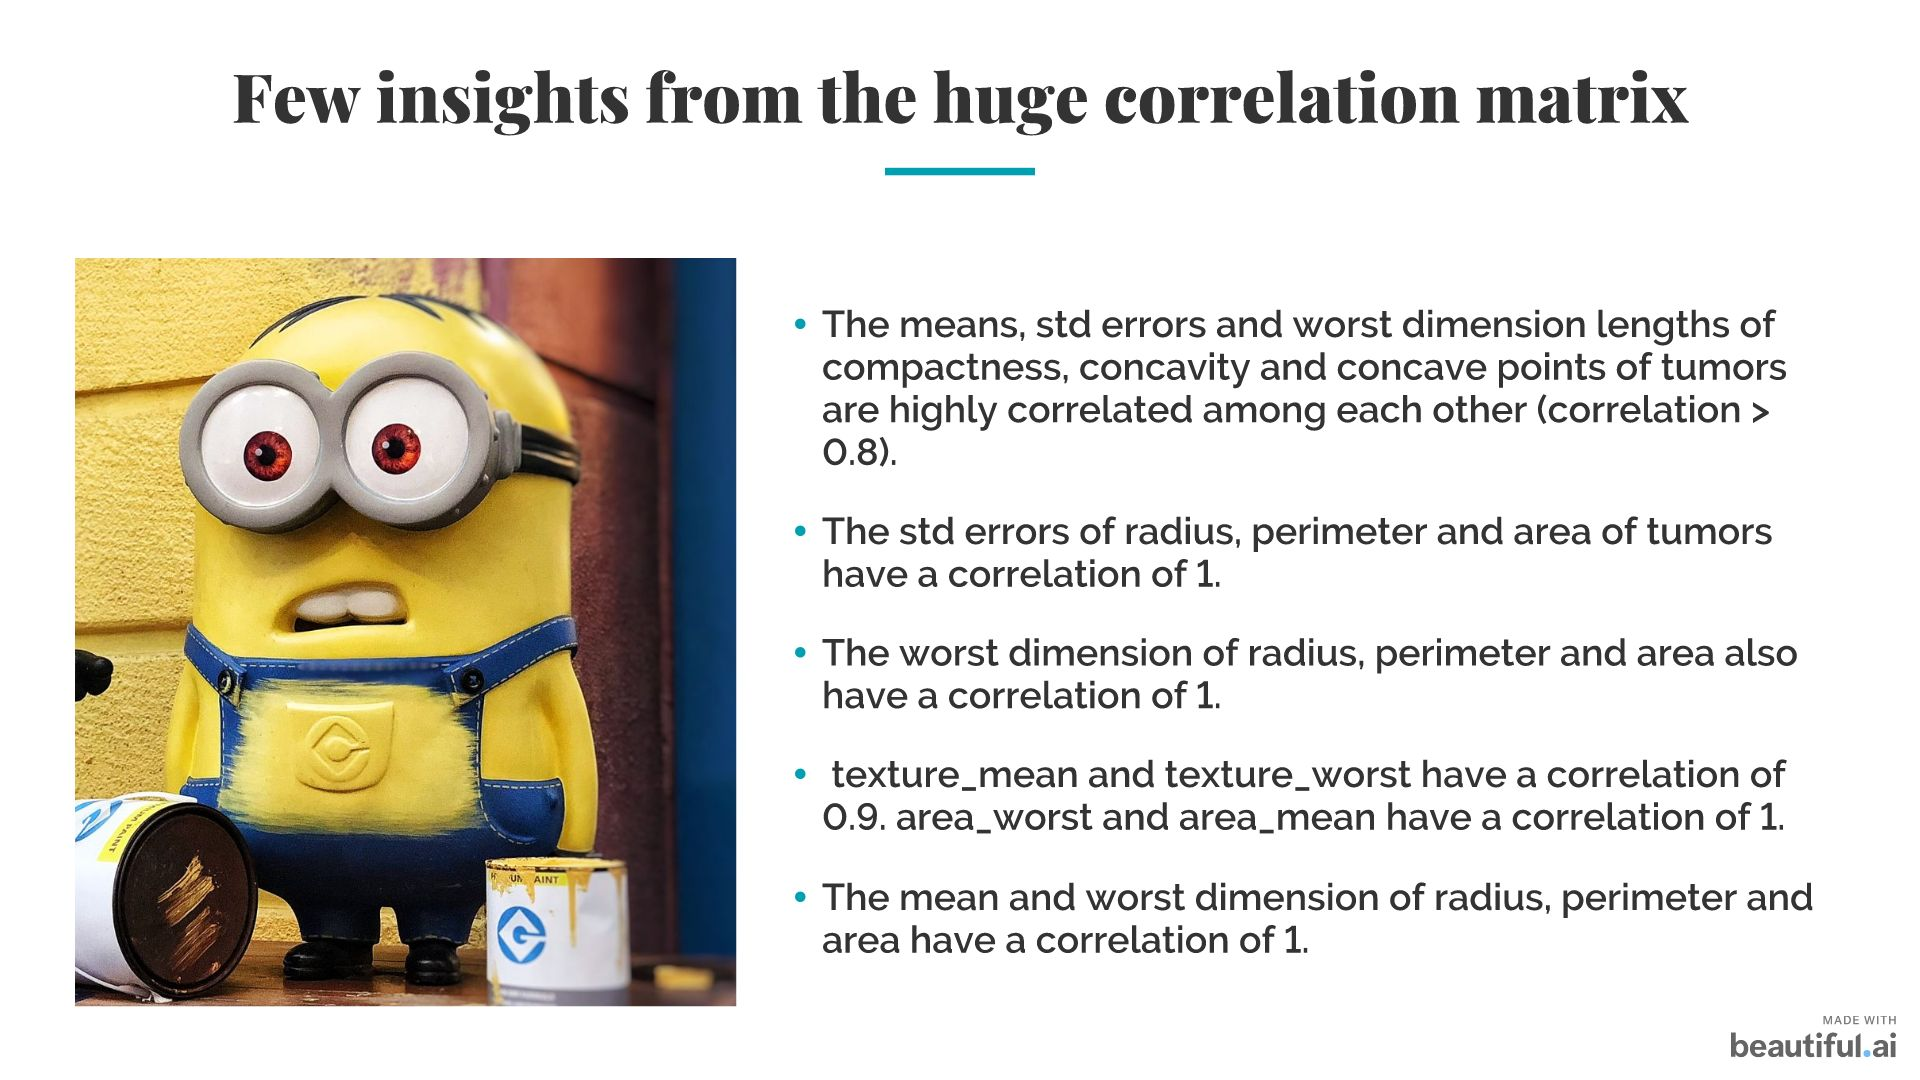 Few insights from the huge correlation matrix
• The means, std errors and worst dimension lengths of
compactness, concavity and concave points of tumors
are highly correlated among each other (correlation >
0.8).
• The std errors of radius, perimeter and area of tumors
have a correlation of 1.
• The worst dimension of radius, perimeter and area also
have a correlation of 1.
• texture_mean and texture_worst have a correlation of
0.9. area_worst and area_mean have a correlation of 1.
• The mean and worst dimension of radius, perimeter and
area have a correlation of 1.
MADE WITH
beautiful.ai